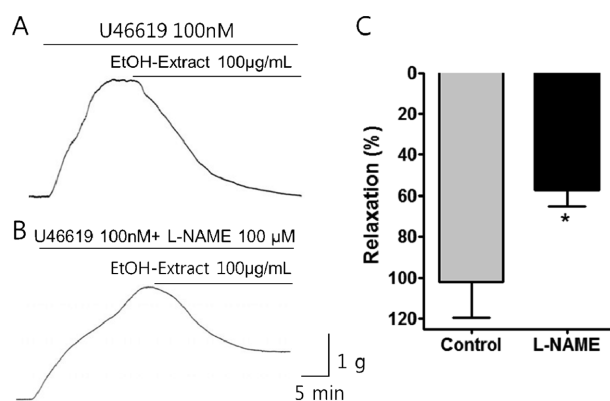 A
U46619 100nM
EtOH-Extract 100µg/mL
B
U46619 100nM+ L-NAME 100 µM
EtOH-Extract 100µg/mL
1 g
5 min
C
Relaxation (%)
0
20
40
60
80
100
120
*
Control L-NAME